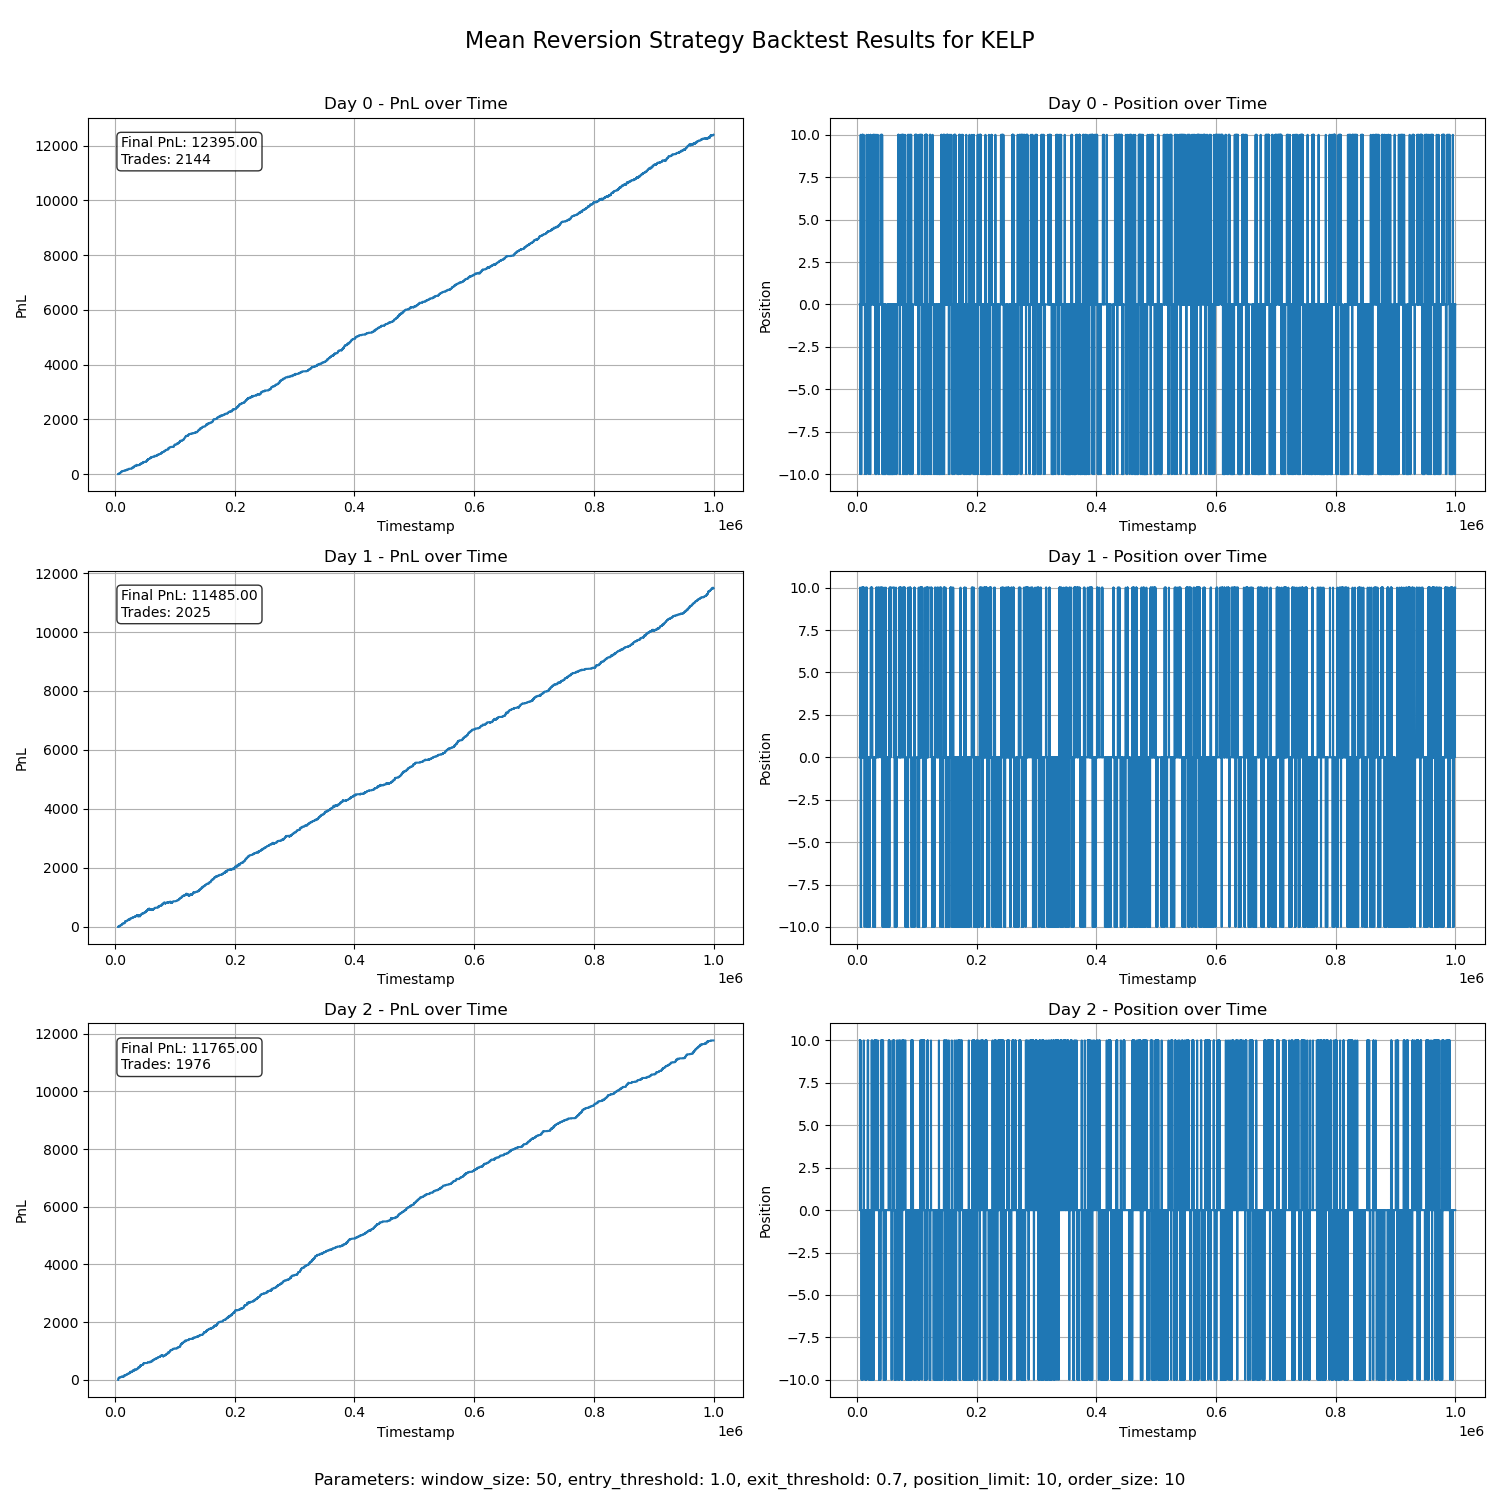 Mean Reversion Strategy Backtest Results for KELP
Day 0 - PnL over Time
Final PnL: 12395.00
Trades: 2144
12000
10000
8000
6000
4000
2000
0
PnL
0.0 0.2 0.4 0.6 0.8 1.0
1e6
Timestamp
Day 0 - Position over Time
10.0
7.5
5.0
2.5
0.0
−2.5
−5.0
−7.5
−10.0
Position
0.0 0.2 0.4 0.6 0.8 1.0
1e6
Timestamp
Day 1 - PnL over Time
Final PnL: 11485.00
Trades: 2025
12000
10000
8000
6000
4000
2000
0
PnL
0.0 0.2 0.4 0.6 0.8 1.0
1e6
Timestamp
Day 1 - Position over Time
10.0
7.5
5.0
2.5
0.0
−2.5
−5.0
−7.5
−10.0
Position
0.0 0.2 0.4 0.6 0.8 1.0
1e6
Timestamp
Day 2 - PnL over Time
Final PnL: 11765.00
Trades: 1976
12000
10000
8000
6000
4000
2000
0
PnL
0.0 0.2 0.4 0.6 0.8 1.0
1e6
Timestamp
Day 2 - Position over Time
10.0
7.5
5.0
2.5
0.0
−2.5
−5.0
−7.5
−10.0
Position
0.0 0.2 0.4 0.6 0.8 1.0
1e6
Timestamp
Parameters: window_size: 50, entry_threshold: 1.0, exit_threshold: 0.7, position_limit: 10, order_size: 10